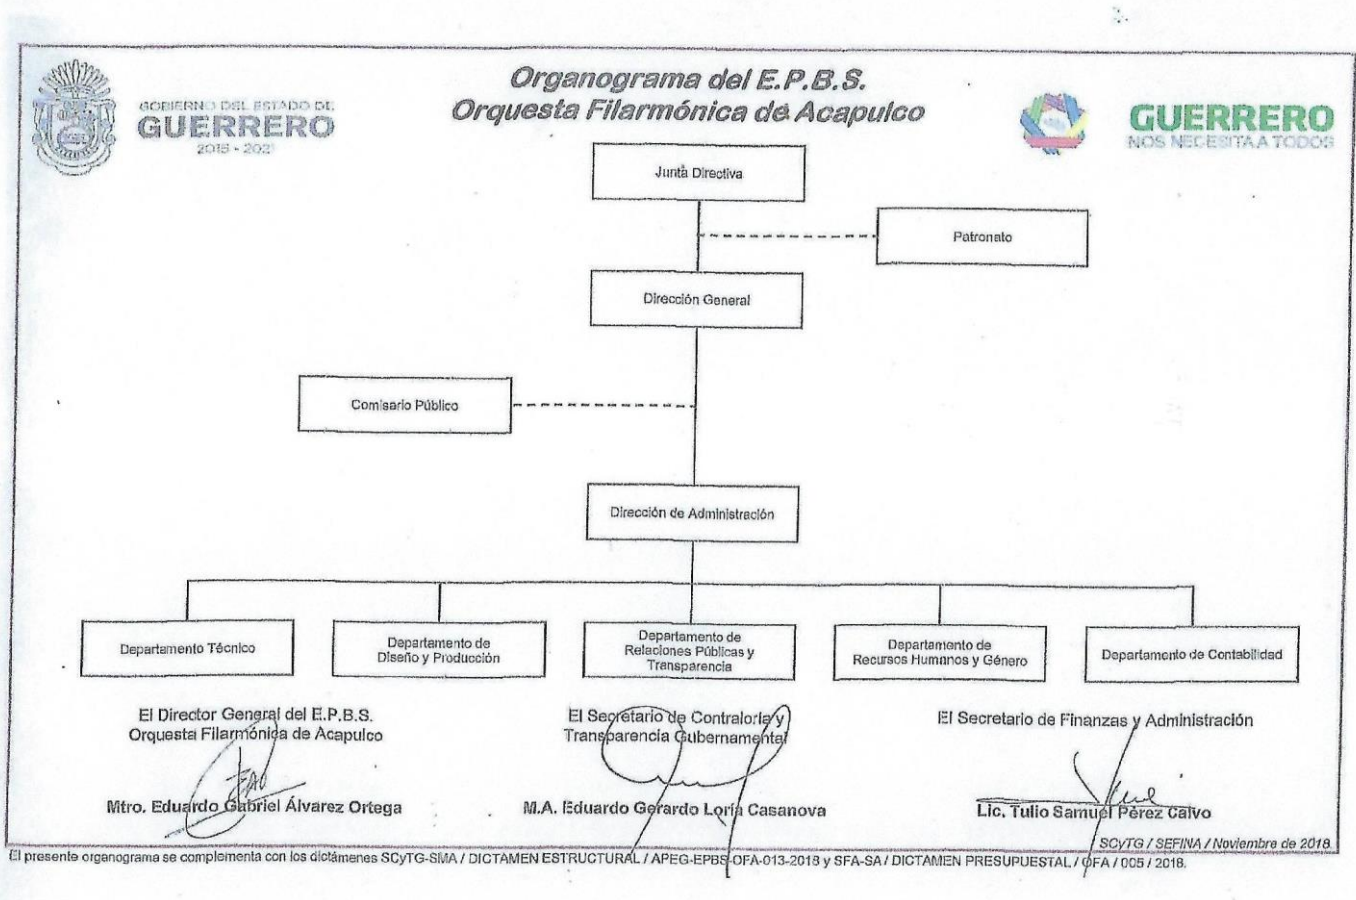 Organograma del E.P.B.S.
Orquesta Filarmónica de Acapulco
GOBIERNO DEL ESTADO DE
GUERRERO
2015 - 2021
GUERRERO
NOS NECESITA A TODOS
Junta Directiva
Patronato
Dirección General
Comisario Público
Dirección de Administración
Departamento Técnico
Departamento de
Diseño y Producción
Departamento de
Relaciones Públicas y
Transparencia
Departamento de
Recursos Humanos y Género
Departamento de Contabilidad
El Director General del E.P.B.S.
Orquesta Filarmónica de Acapulco
Mtro. Eduardo Gabriel Álvarez Ortega
El Secretario de Contraloría y
Transparencia Gubernamental
M.A. Eduardo Gerardo Loría Casanova
El Secretario de Finanzas y Administración
Lic. Tulio Samuel Pérez Calvo
SCyTG / SEFINA / Noviembre de 2018.
El presente organograma se complementa con los dictámenes SCyTG-SMA / DICTAMEN ESTRUCTURAL / APEG-EPBS-OFA-013-2018 y SFA-SA / DICTAMEN PRESUPUESTAL / OFA / 005 / 2018.